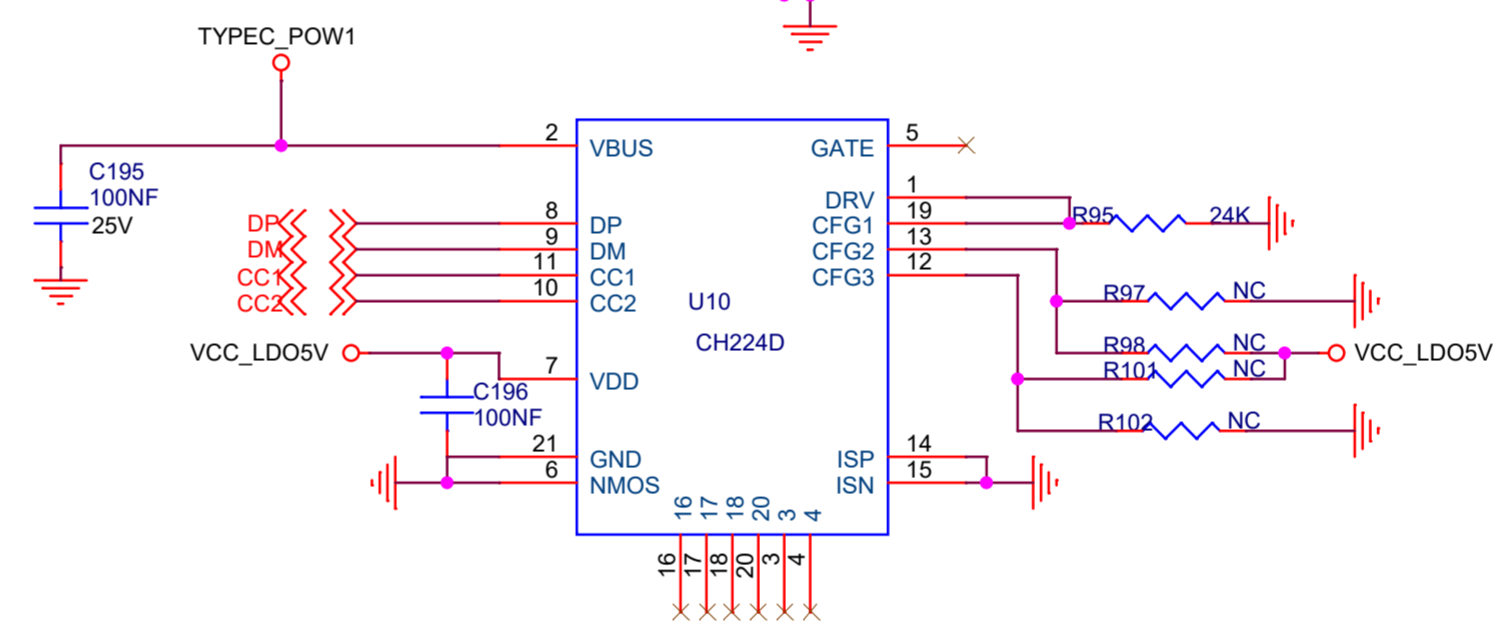 TYPEC_POW1
C195
100NF
25V
2
VBUS
DP
8
DP
DM
9
DM
CC1
11
CC1
CC2
10
CC2
VCC_LDO5V
7
VDD
C196
100NF
21
GND
6
NMOS
U10
CH224D
GATE
5
DRV
1
CFG1
19
R95
24K
CFG2
13
CFG3
12
R97
NC
R98
NC
VCC_LDO5V
R101
NC
R102
NC
ISP
14
ISN
15
16 17 18 20 3 4
16 17 18 20 3 4